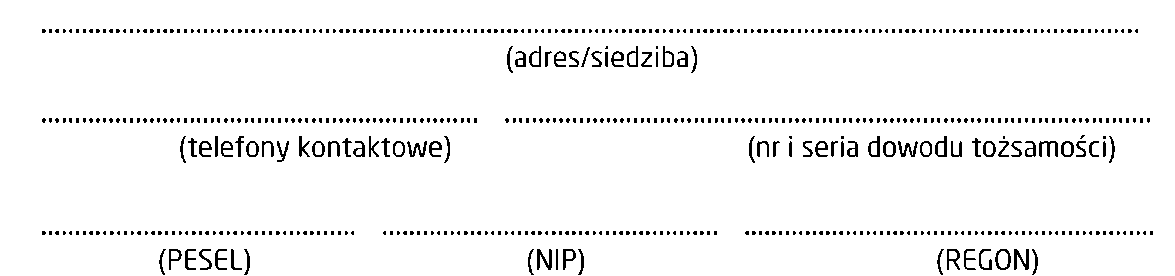 (adres/siedziba)
(telefony kontaktowe) (nr i seria dowodu tożsamości)
(PESEL) (NIP) (REGON)